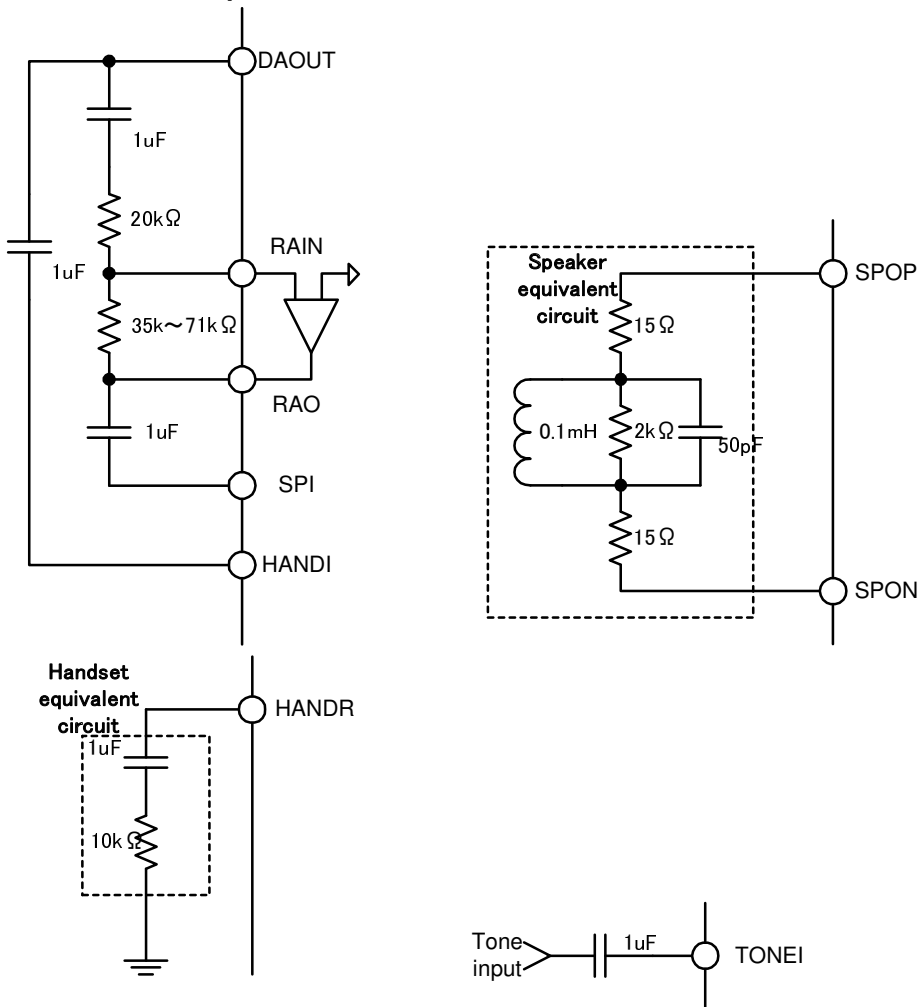 DAOUT
1uF
20kΩ
RAIN
1uF
35k～71kΩ
RAO
1uF
SPI
HANDI
Speaker
equivalent
circuit
SPOP
15Ω
0.1mH
2kΩ
50pF
15Ω
SPON
Handset
equivalent
circuit
HANDR
1uF
10kΩ
Tone
input
1uF
TONEI